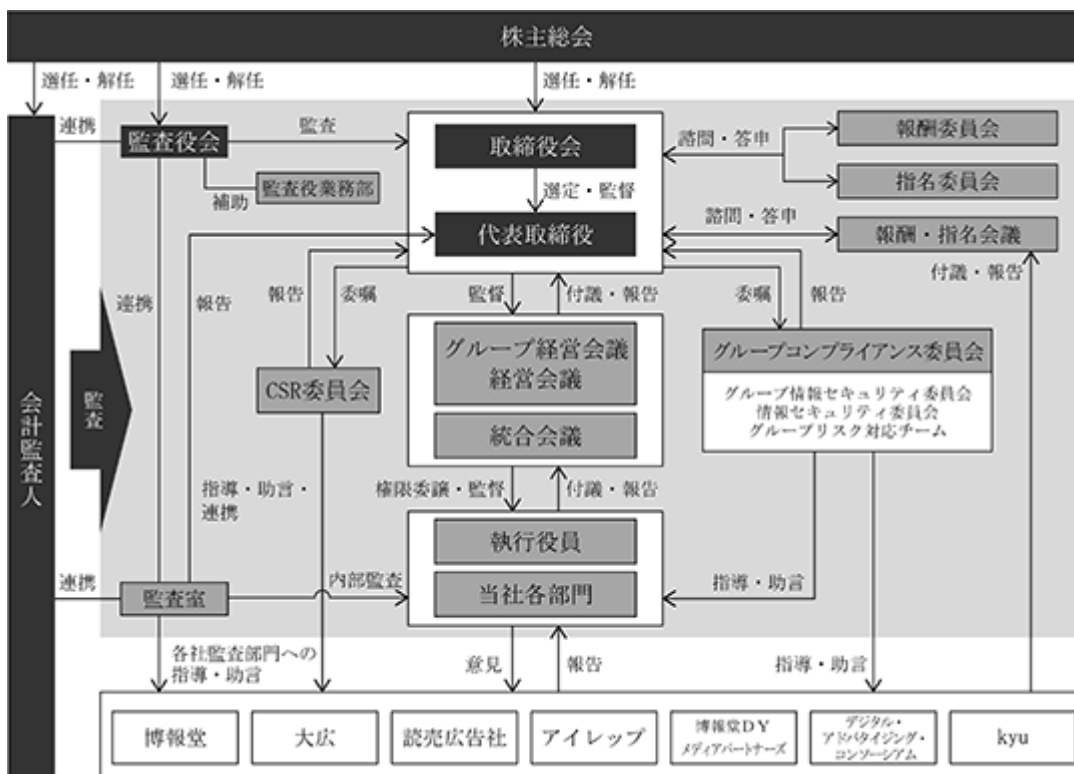 株主総会
選任・解任
選任・解任
選任・解任
会計監査人
連携
監査役会
監査
取締役会
諮問・答申
報酬委員会
指名委員会
監査役業務部
補助
選定・監督
代表取締役
諮問・答申
報酬・指名会議
付議・報告
連携
報告
報告
委嘱
監督
付議・報告
委嘱
報告
監査
CSR委員会
グループ経営会議
経営会議
統合会議
グループコンプライアンス委員会
グループ情報セキュリティ委員会
情報セキュリティ委員会
グループリスク対応チーム
指導・助言・
連携
権限委譲・監督
付議・報告
執行役員
当社各部門
連携
監査室
内部監査
指導・助言
各社監査部門への
指導・助言
意見
報告
指導・助言
博報堂
大広
読売広告社
アイレップ
博報堂DY
メディアパートナーズ
デジタル・
アドバタイジング・
コンソーシアム
kyu